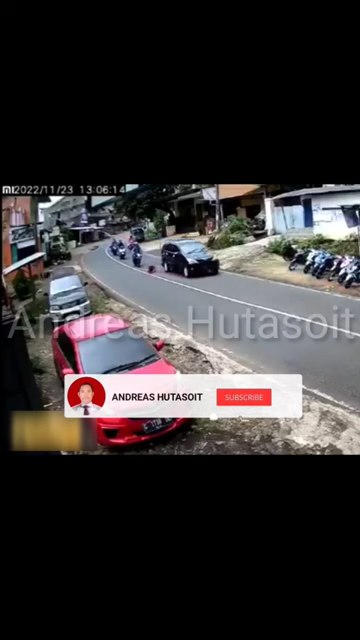 mi 2022/11/23 13:06:14
Andreas Hutasoit
ANDREAS HUTASOIT
SUBSCRIBE